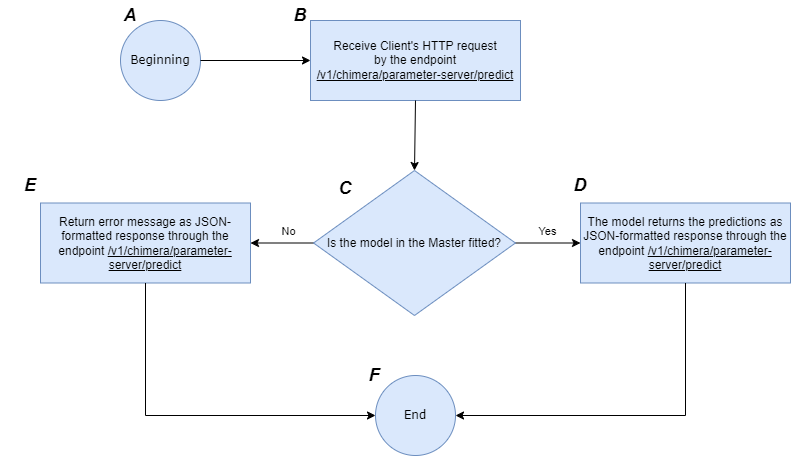 A
Beginning
B
Receive Client's HTTP request
by the endpoint
/v1/chimera/parameter-server/predict
C
Is the model in the Master fitted?
No
Yes
E
Return error message as JSON-
formatted response through the
endpoint /v1/chimera/parameter-
server/predict
D
The model returns the predictions as
JSON-formatted response through the
endpoint /v1/chimera/parameter-
server/predict
F
End